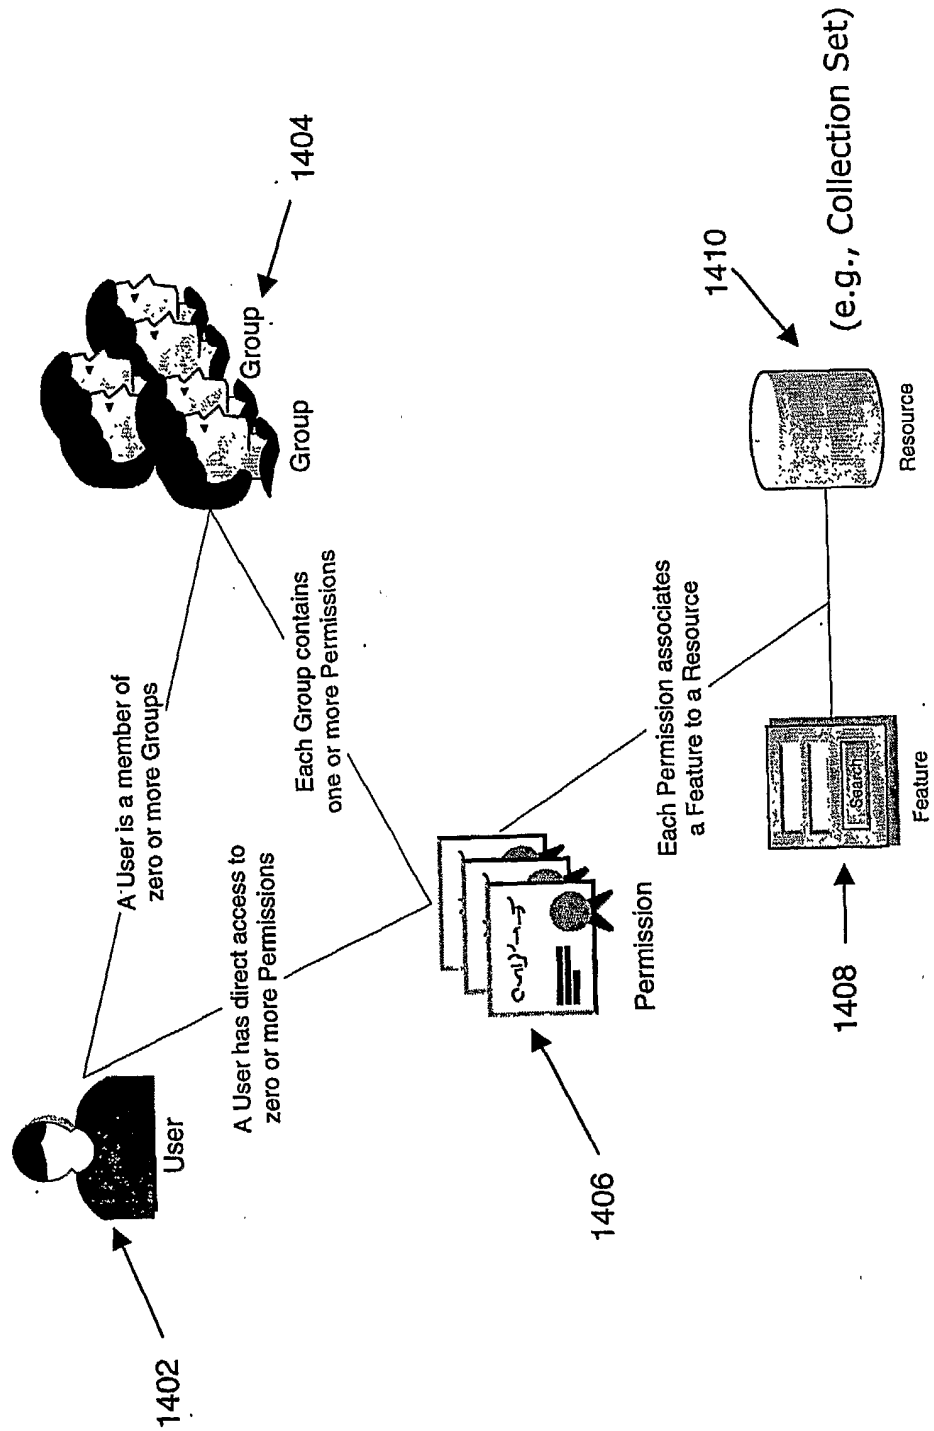 1402
User
A User is a member of
zero or more Groups
Group
Group
1404
A User has direct access to
zero or more Permissions
Each Group contains
one or more Permissions
1406
Permission
Each Permission associates
a Feature to a Resource
1408
Search
Feature
1410
Resource
(e.g., Collection Set)